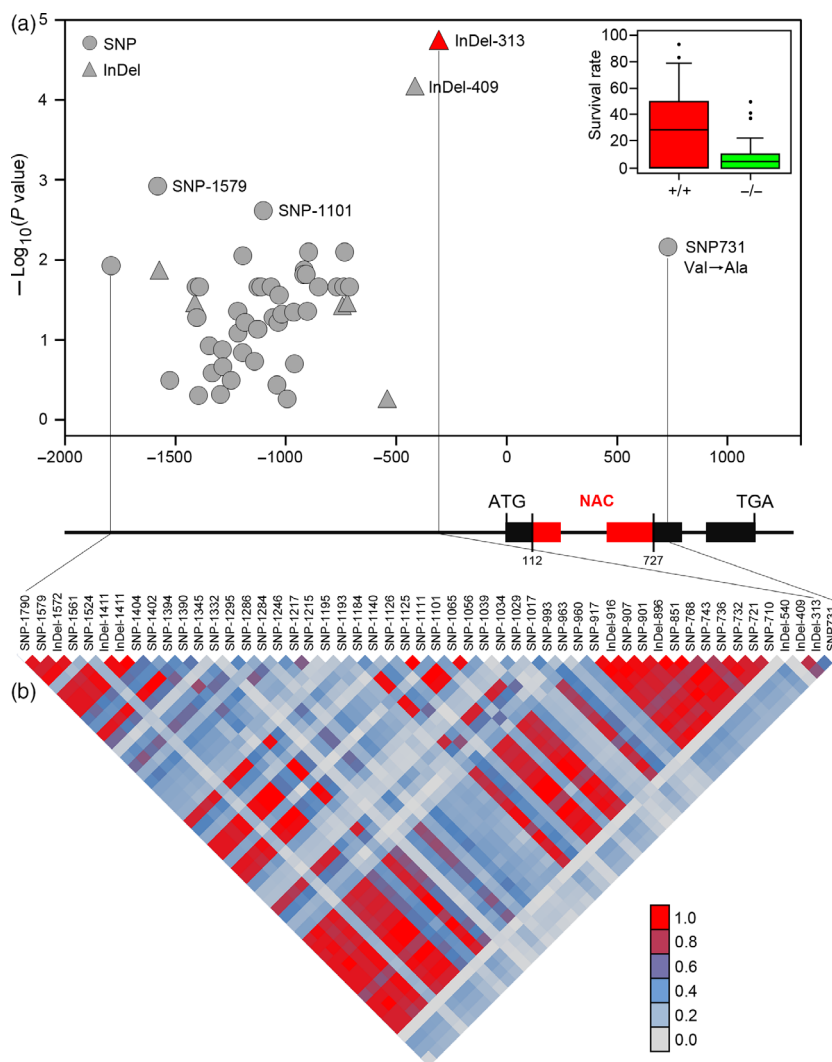 (a)
SNP
InDel
InDel-313
InDel-409
SNP-1579
SNP-1101
SNP731
Val→Ala
— Log10(P value)
5
4
3
2
1
0
−2000
−1500
−1000
−500
0
500
1000
Survival rate
100
80
60
40
20
0
+/+
−/−
ATG
NAC
TGA
112
727
SNP-1790
SNP-1579
InDel-1572
SNP-1561
SNP-1524
InDel-1411
InDel-1411
SNP-1404
SNP-1402
SNP-1394
SNP-1390
SNP-1345
SNP-1332
SNP-1295
SNP-1286
SNP-1284
SNP-1246
SNP-1217
SNP-1215
SNP-1195
SNP-1193
SNP-1184
SNP-1140
SNP-1126
SNP-1125
SNP-1111
SNP-1101
SNP-1065
SNP-1056
SNP-1039
SNP-1034
SNP-1029
SNP-1017
SNP-993
SNP-963
SNP-960
SNP-917
InDel-916
SNP-907
SNP-901
InDel-896
SNP-851
SNP-768
SNP-743
SNP-736
SNP-732
SNP-721
SNP-710
InDel-540
InDel-409
InDel-313
SNP731
(b)
1.0
0.8
0.6
0.4
0.2
0.0